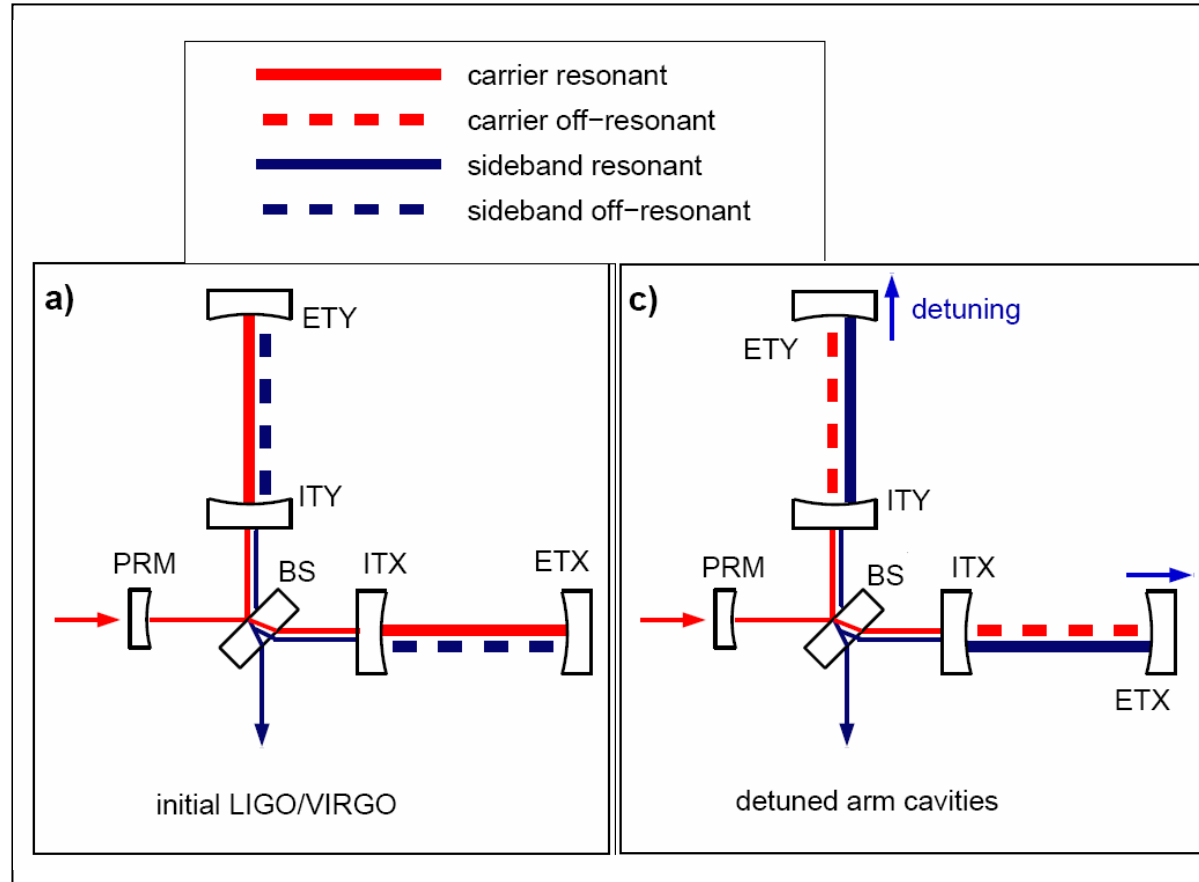 carrier resonant
carrier off−resonant
sideband resonant
sideband off−resonant
a)
ETY
ITY
PRM
BS
ITX
ETX
initial LIGO/VIRGO
c)
detuning
ETY
ITY
PRM
BS
ITX
ETX
detuned arm cavities